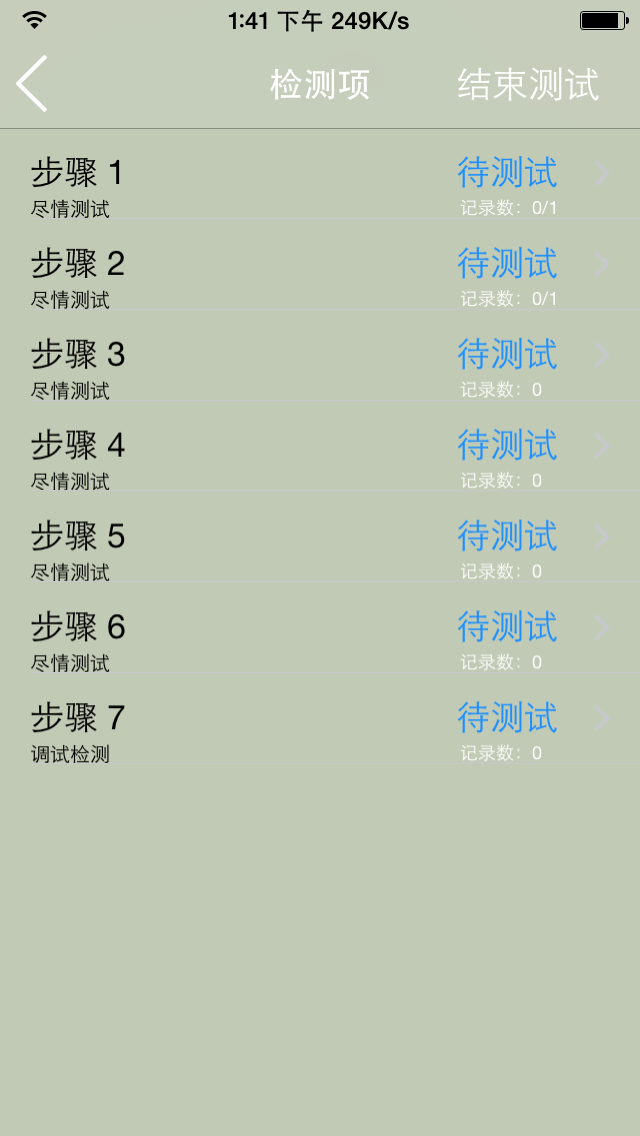 1:41 下午 249K/s
检测项 结束测试
步骤 1 待测试
尽情测试 记录数：0/1
步骤 2 待测试
尽情测试 记录数：0/1
步骤 3 待测试
尽情测试 记录数：0
步骤 4 待测试
尽情测试 记录数：0
步骤 5 待测试
尽情测试 记录数：0
步骤 6 待测试
尽情测试 记录数：0
步骤 7 待测试
调试检测 记录数：0